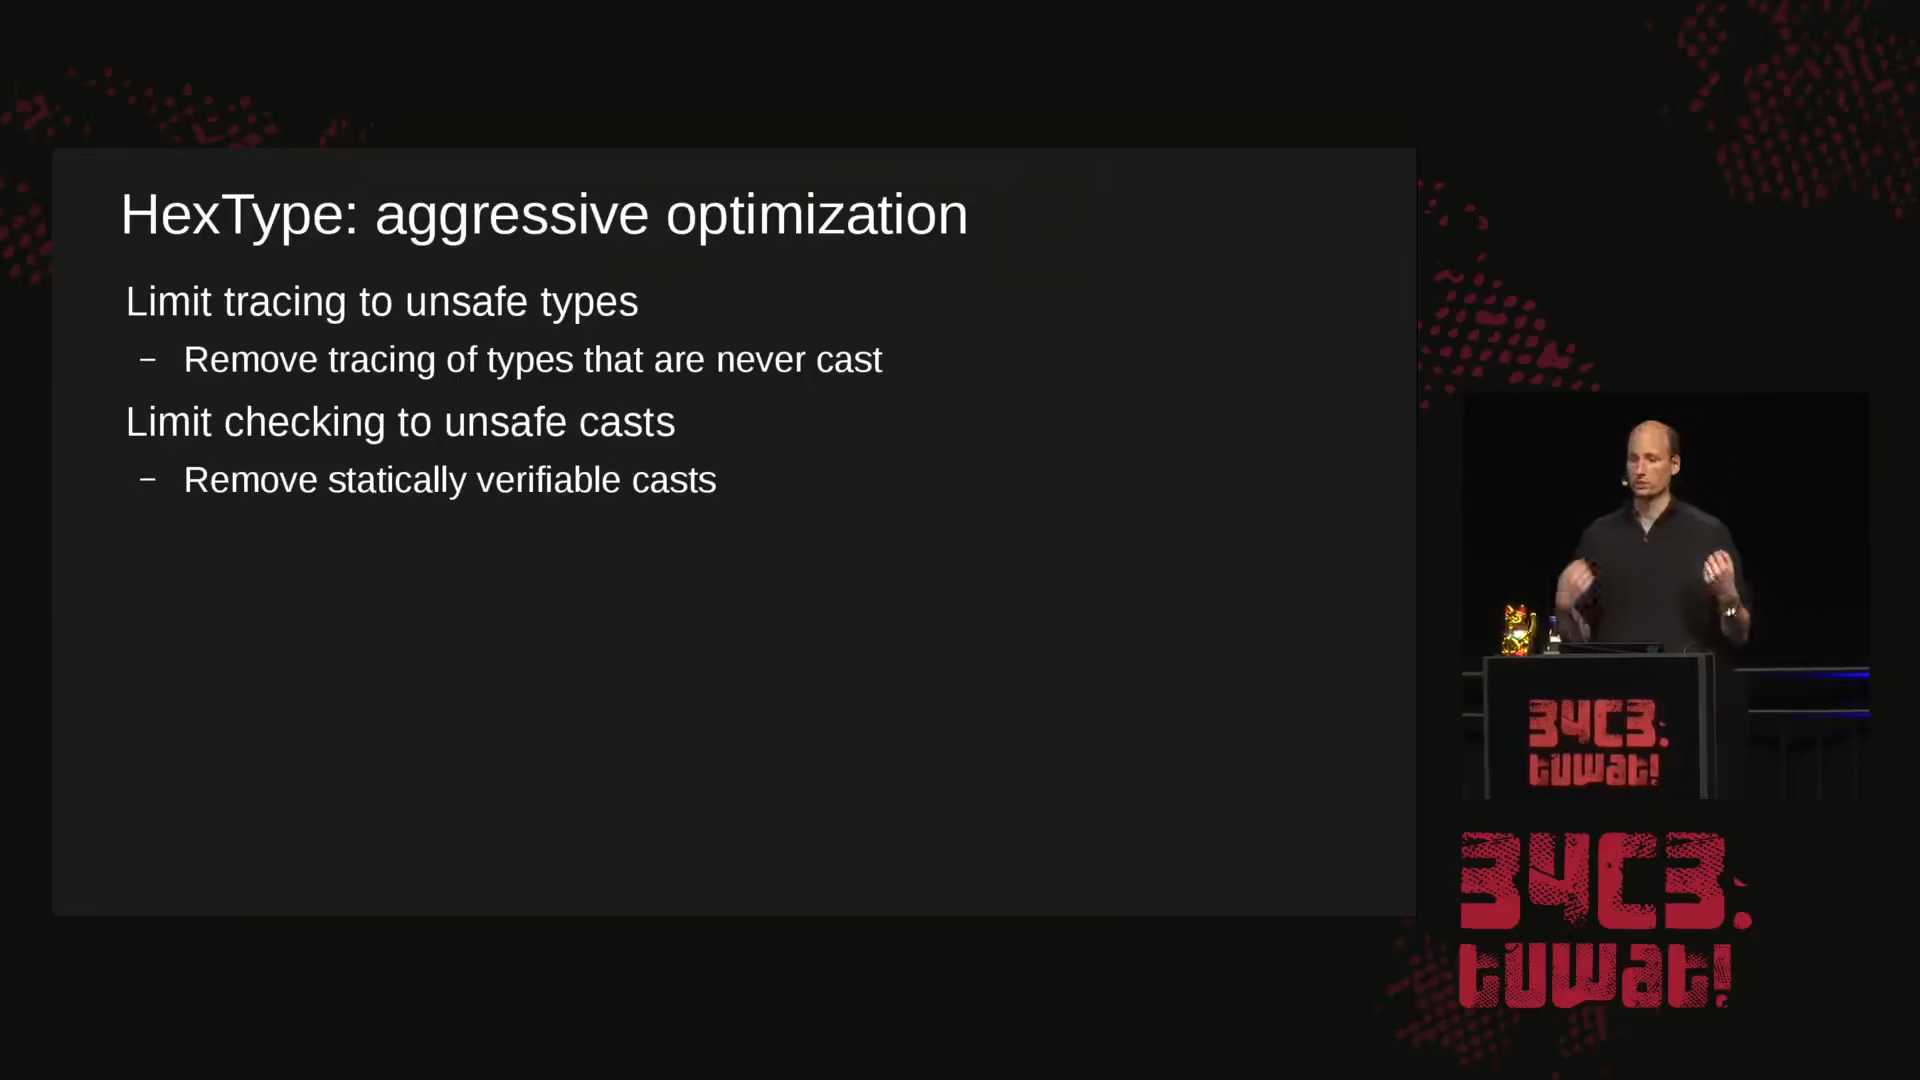 HexType: aggressive optimization
Limit tracing to unsafe types
– Remove tracing of types that are never cast
Limit checking to unsafe casts
– Remove statically verifiable casts
34C3.
tuwat!
34C3.
tuwat!